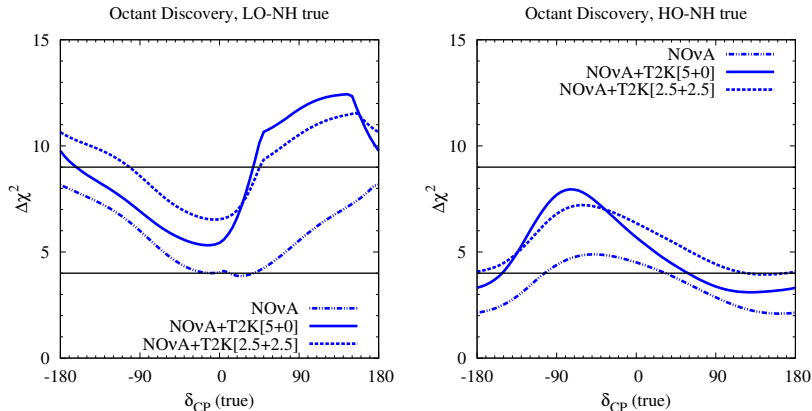 Octant Discovery, LO-NH true
15
10
5
0
Δχ²
-180 -90 0 90 180
δCP (true)
NOνA
NOνA+T2K[5+0]
NOνA+T2K[2.5+2.5]
Octant Discovery, HO-NH true
15
10
5
0
Δχ²
-180 -90 0 90 180
δCP (true)
NOνA
NOνA+T2K[5+0]
NOνA+T2K[2.5+2.5]